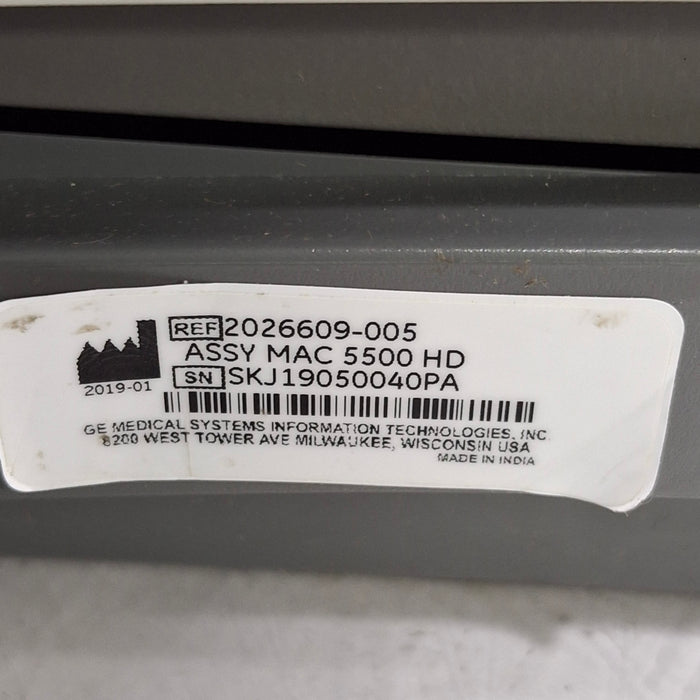 REF 2026609-005
ASSY MAC 5500 HD
2019-01
SN SKJ19050040PA
GE MEDICAL SYSTEMS INFORMATION TECHNOLOGIES, INC.
8200 WEST TOWER AVE MILWAUKEE, WISCONSIN USA
MADE IN INDIA